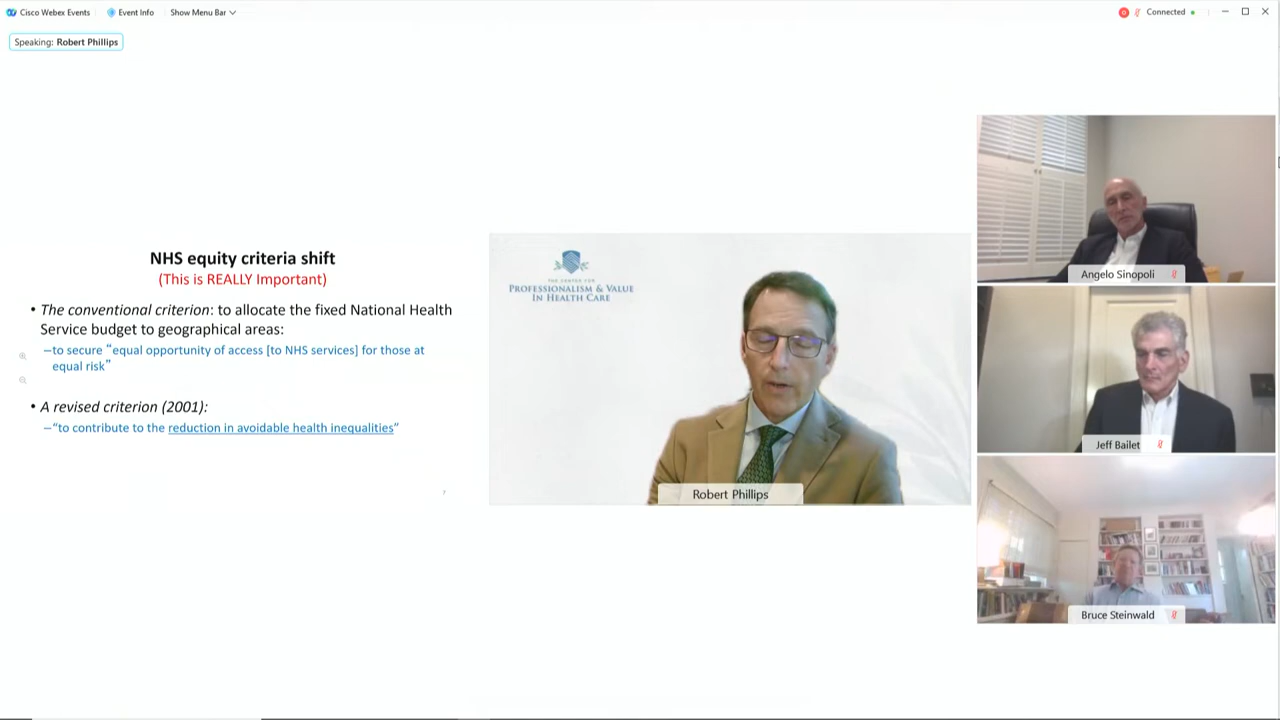 Cisco Webex Events
Event Info
Show Menu Bar
Connected
Speaking: Robert Phillips
NHS equity criteria shift
(This is REALLY Important)
• The conventional criterion: to allocate the fixed National Health
Service budget to geographical areas:
–to secure “equal opportunity of access [to NHS services] for those at
equal risk”
• A revised criterion (2001):
–“to contribute to the reduction in avoidable health inequalities”
THE CENTER FOR
PROFESSIONALISM & VALUE
IN HEALTH CARE
Robert Phillips
Angelo Sinopoli
Jeff Bailet
Bruce Steinwald